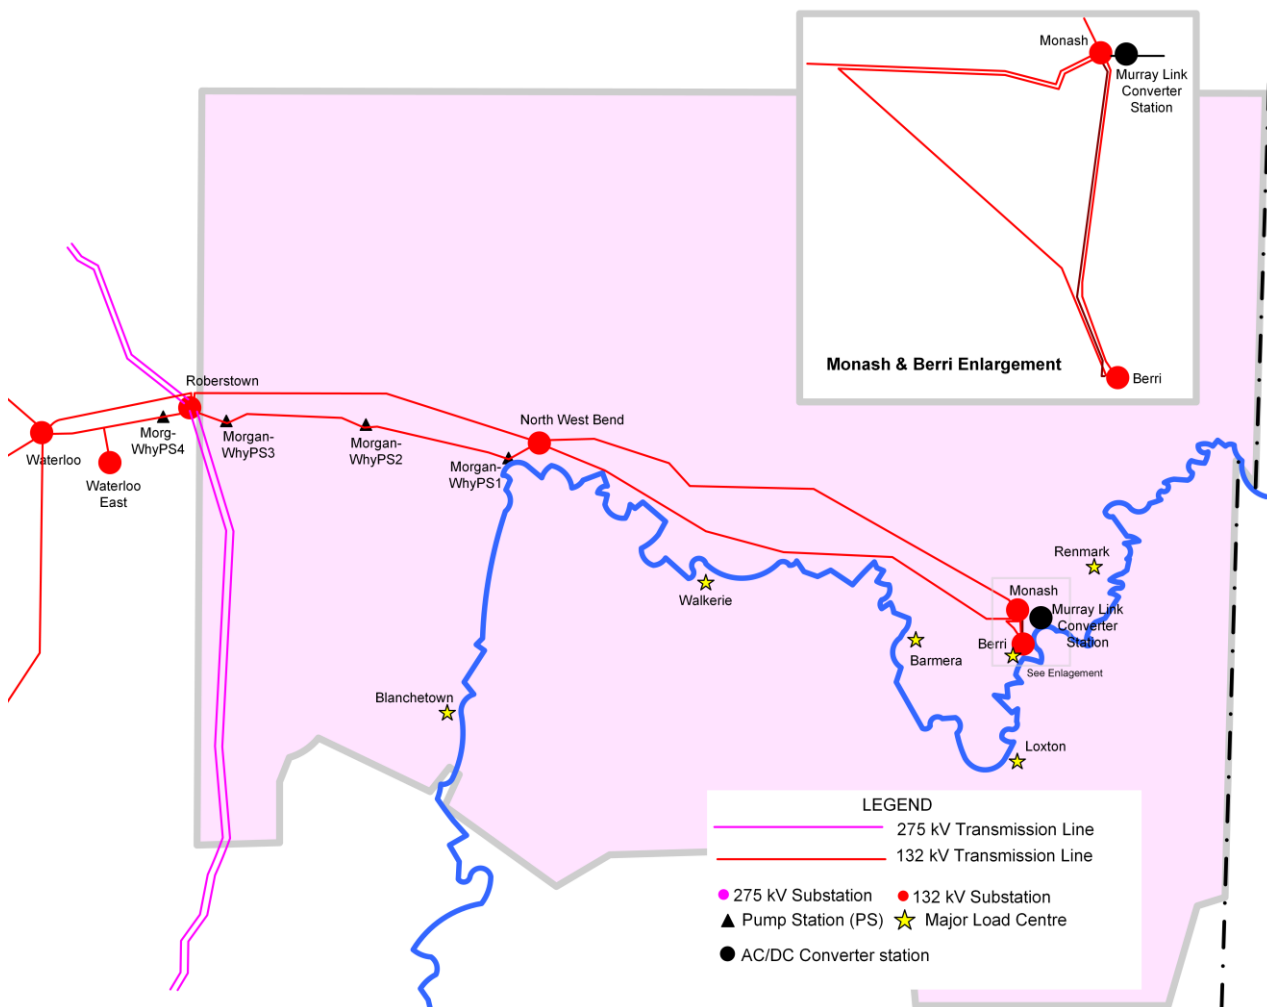 Monash
Murray Link
Converter
Station
Monash & Berri Enlargement
Berri
Roberstown
North West Bend
Waterloo
Morg-
WhyPS4
Morgan-
WhyPS3
Morgan-
WhyPS2
Morgan-
WhyPS1
Waterloo
East
Renmark
Walkerie
Monash
Murray Link
Converter
Station
Berri
Barmera
See Enlagement
Blanchetown
Loxton
LEGEND
275 kV Transmission Line
132 kV Transmission Line
275 kV Substation
132 kV Substation
Pump Station (PS)
Major Load Centre
AC/DC Converter station